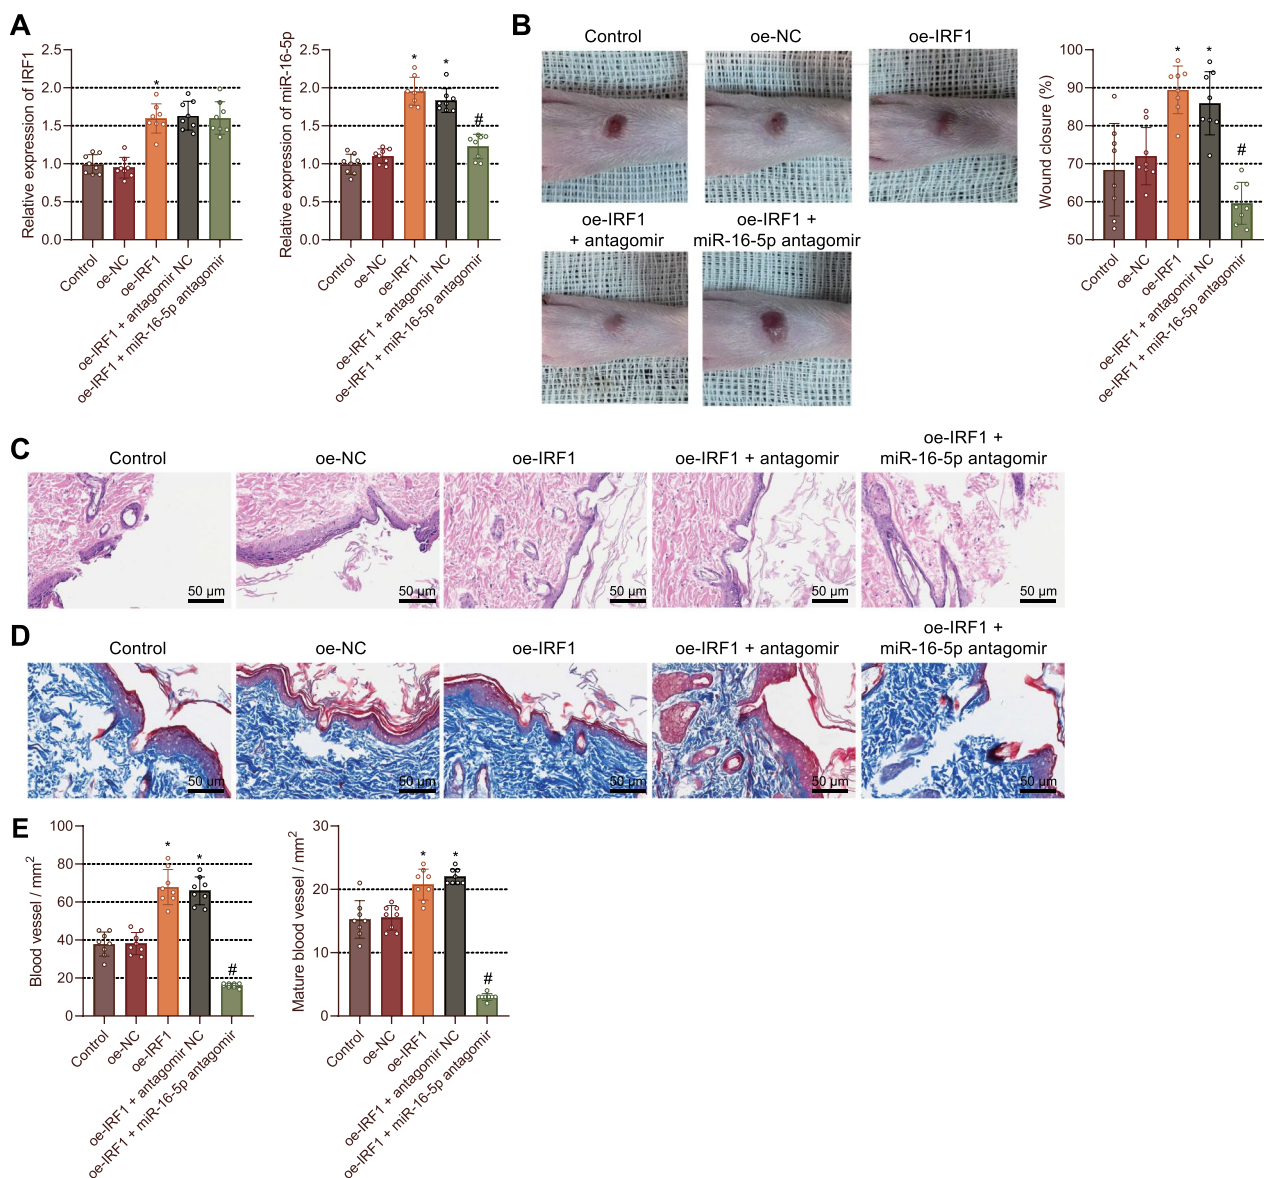 A
Relative expression of IRF1
2.5
2.0
1.5
1.0
0.5
0.0
*
Control
oe-NC
oe-IRF1
oe-IRF1 + antagomir NC
oe-IRF1 + miR-16-5p antagomir
Relative expression of miR-16-5p
2.5
2.0
1.5
1.0
0.5
0.0
*
*
#
Control
oe-NC
oe-IRF1
oe-IRF1 + antagomir NC
oe-IRF1 + miR-16-5p antagomir
B
Control
oe-NC
oe-IRF1
oe-IRF1
+ antagomir
oe-IRF1 +
miR-16-5p antagomir
Wound closure (%)
100
90
80
70
60
50
*
*
#
Control
oe-NC
oe-IRF1
oe-IRF1 + antagomir NC
oe-IRF1 + miR-16-5p antagomir
C
Control
oe-NC
oe-IRF1
oe-IRF1 + antagomir
oe-IRF1 +
miR-16-5p antagomir
50 µm
50 µm
50 µm
50 µm
50 µm
D
Control
oe-NC
oe-IRF1
oe-IRF1 + antagomir
oe-IRF1 +
miR-16-5p antagomir
50 µm
50 µm
50 µm
50 µm
50 µm
E
Blood vessel / mm²
100
80
60
40
20
0
*
*
#
Control
oe-NC
oe-IRF1
oe-IRF1 + antagomir NC
oe-IRF1 + miR-16-5p antagomir
Mature blood vessel / mm²
30
20
10
0
*
*
#
Control
oe-NC
oe-IRF1
oe-IRF1 + antagomir NC
oe-IRF1 + miR-16-5p antagomir